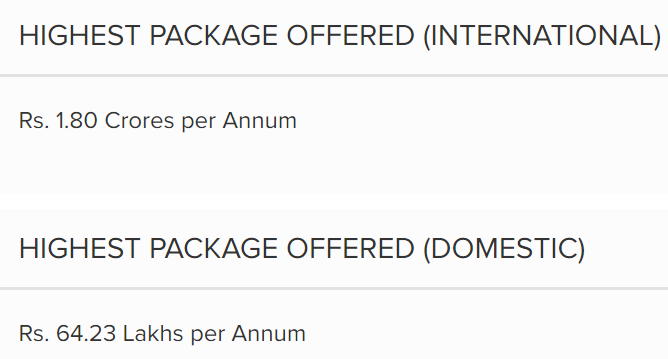 HIGHEST PACKAGE OFFERED (INTERNATIONAL)
Rs. 1.80 Crores per Annum
HIGHEST PACKAGE OFFERED (DOMESTIC)
Rs. 64.23 Lakhs per Annum